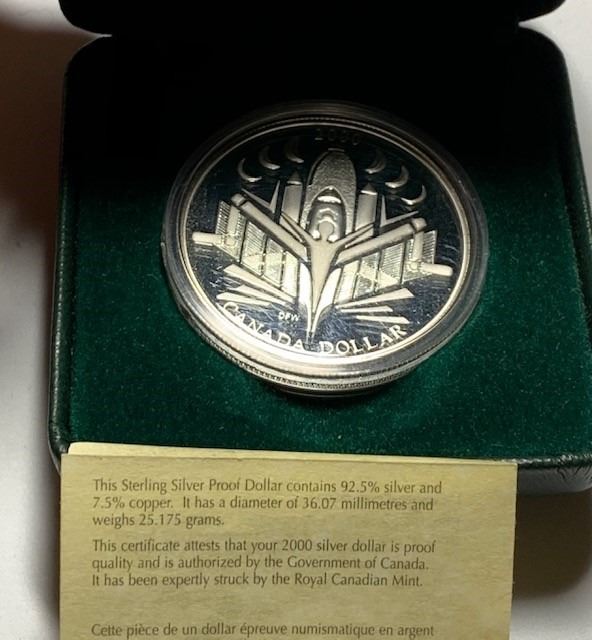 2000
DFW
CANADA DOLLAR
This Sterling Silver Proof Dollar contains 92.5% silver and
7.5% copper. It has a diameter of 36.07 millimetres and
weighs 25.175 grams.
This certificate attests that your 2000 silver dollar is proof
quality and is authorized by the Government of Canada.
It has been expertly struck by the Royal Canadian Mint.
Cette pièce de un dollar épreuve numismatique en argent